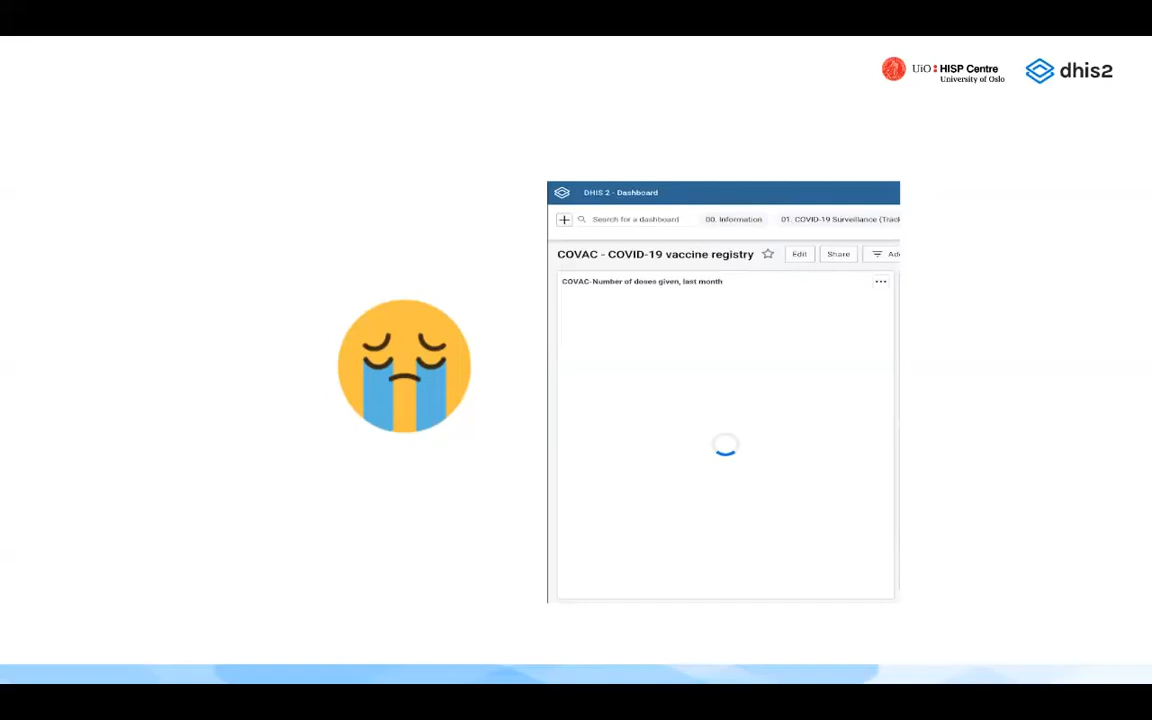 UiO: HISP Centre
University of Oslo
dhis2
DHIS 2 - Dashboard
Search for a dashboard 00. Information 01. COVID-19 Surveillance (Track
COVAC - COVID-19 vaccine registry Edit Share Add
COVAC-Number of doses given, last month